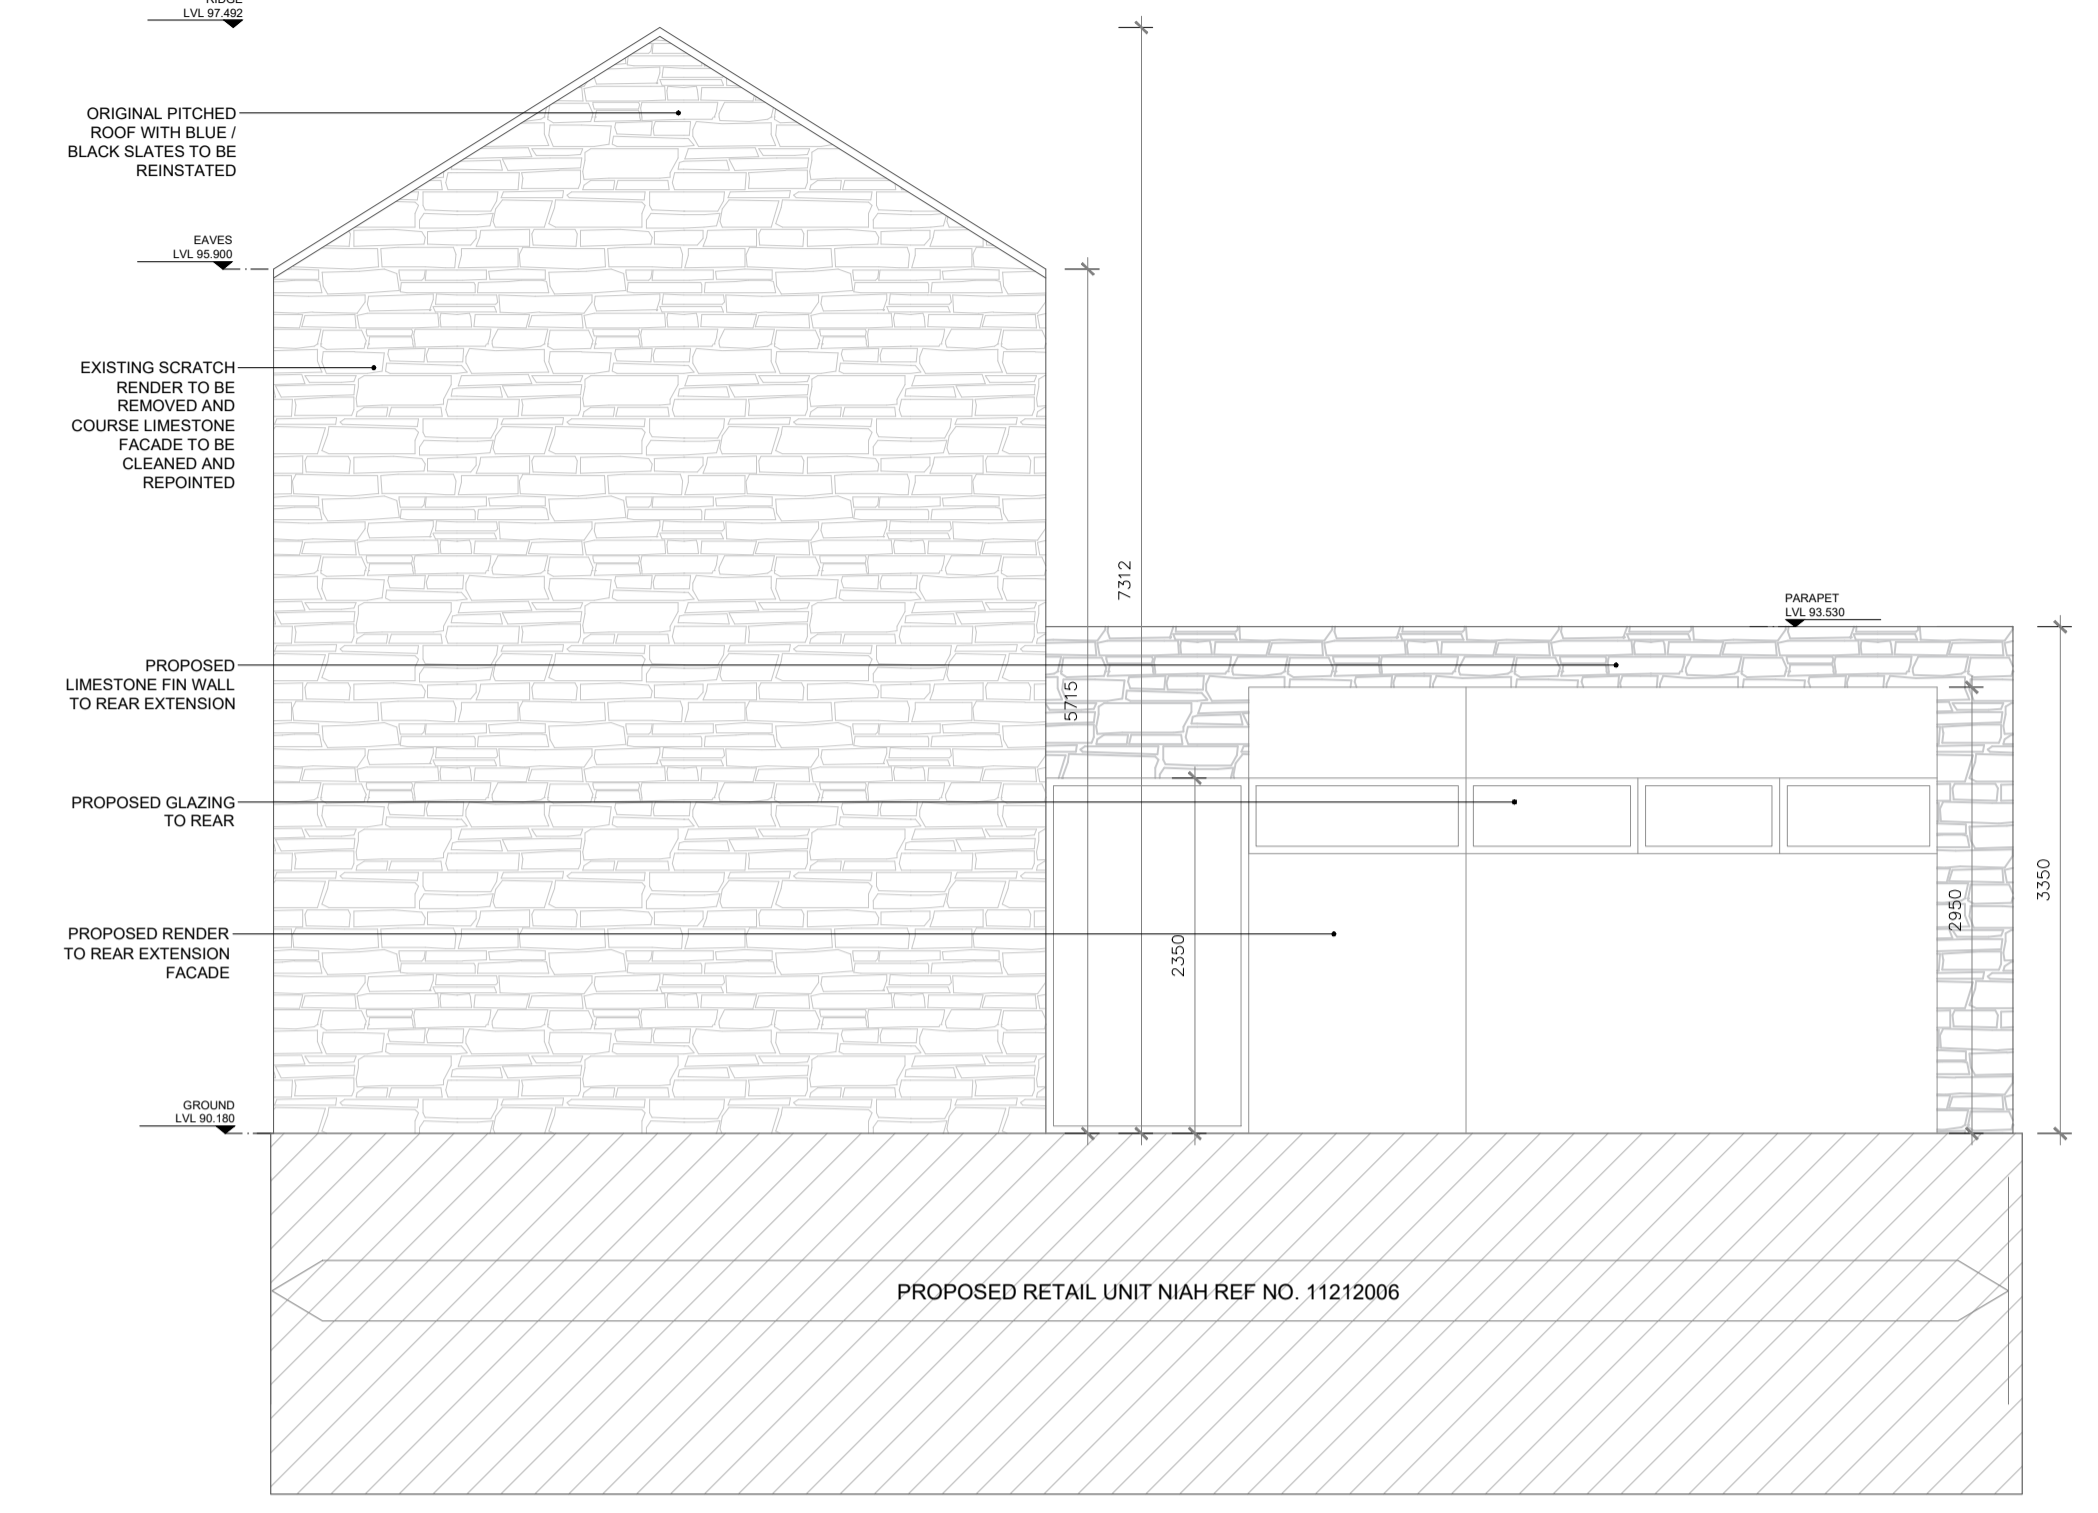 RIDGE
LVL 97.492
ORIGINAL PITCHED
ROOF WITH BLUE /
BLACK SLATES TO BE
REINSTATED
EAVES
LVL 95.900
EXISTING SCRATCH
RENDER TO BE
REMOVED AND
COURSE LIMESTONE
FACADE TO BE
CLEANED AND
REPOINTED
7312
PARAPET
LVL 93.530
PROPOSED
LIMESTONE FIN WALL
TO REAR EXTENSION
5715
PROPOSED GLAZING
TO REAR
3350
2950
2350
PROPOSED RENDER
TO REAR EXTENSION
FACADE
GROUND
LVL 90.180
PROPOSED RETAIL UNIT NIAH REF NO. 11212006